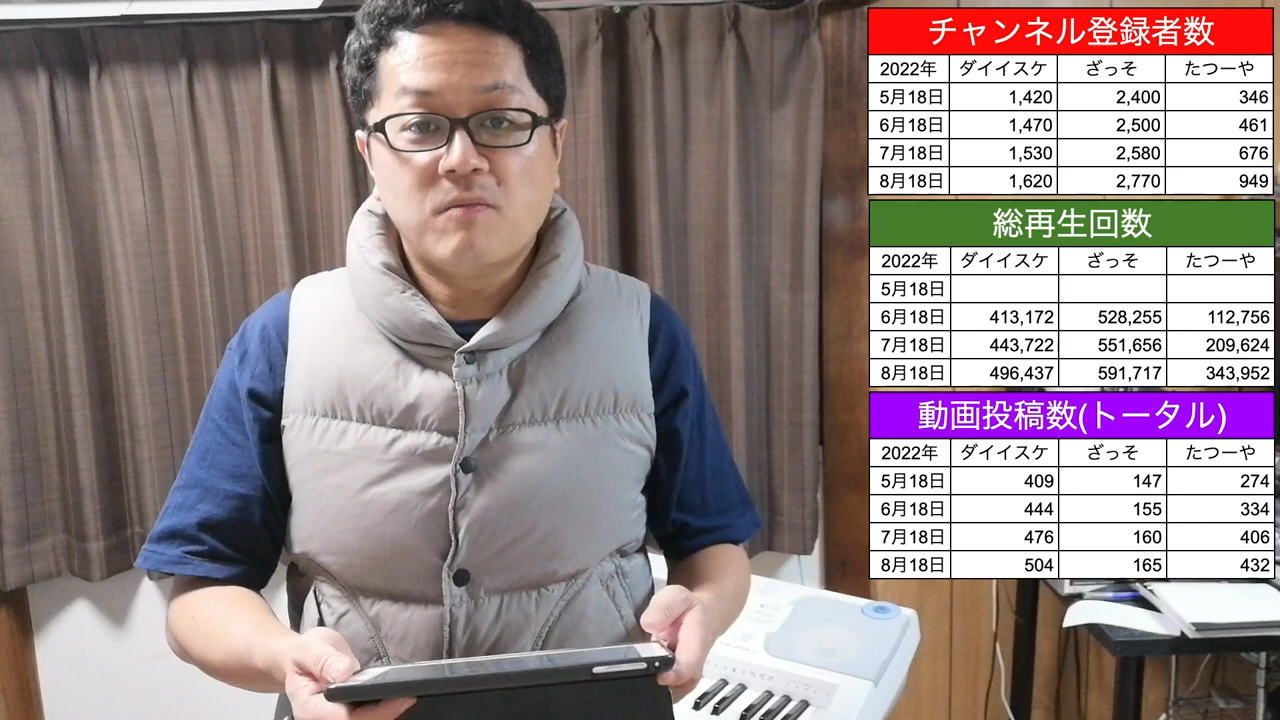 チャンネル登録者数
2022年 ダイイスケ ざっそ たつーや
5月18日 1,420 2,400 346
6月18日 1,470 2,500 461
7月18日 1,530 2,580 676
8月18日 1,620 2,770 949
総再生回数
2022年 ダイイスケ ざっそ たつーや
5月18日
6月18日 413,172 528,255 112,756
7月18日 443,722 551,656 209,624
8月18日 496,437 591,717 343,952
動画投稿数(トータル)
2022年 ダイイスケ ざっそ たつーや
5月18日 409 147 274
6月18日 444 155 334
7月18日 476 160 406
8月18日 504 165 432